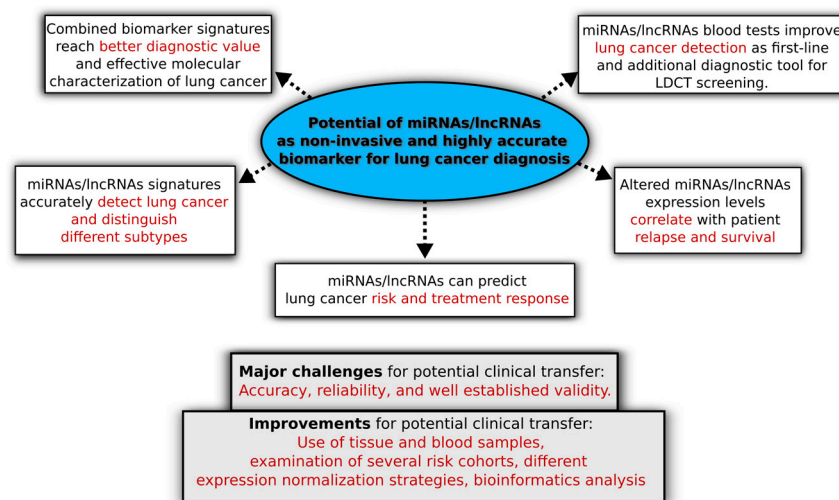 Combined biomarker signatures
reach better diagnostic value
and effective molecular
characterization of lung cancer
miRNAs/lncRNAs blood tests improve
lung cancer detection as first-line
and additional diagnostic tool for
LDCT screening.
Potential of miRNAs/lncRNAs
as non-invasive and highly accurate
biomarker for lung cancer diagnosis
miRNAs/lncRNAs signatures
accurately detect lung cancer
and distinguish
different subtypes
Altered miRNAs/lncRNAs
expression levels
correlate with patient
relapse and survival
miRNAs/lncRNAs can predict
lung cancer risk and treatment response
Major challenges for potential clinical transfer:
Accuracy, reliability, and well established validity.
Improvements for potential clinical transfer:
Use of tissue and blood samples,
examination of several risk cohorts, different
expression normalization strategies, bioinformatics analysis